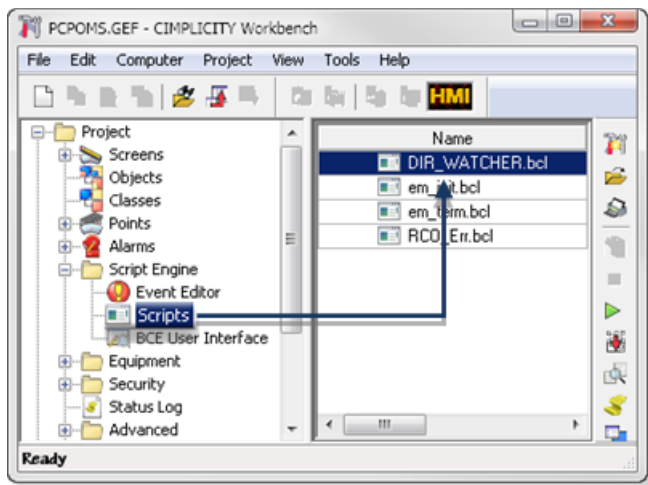 PCPOMS.GEF - CIMPLICITY Workbench
File Edit Computer Project View Tools Help
HMI
Project
Screens
Objects
Classes
Points
Alarms
Script Engine
Event Editor
Scripts
BCE User Interface
Equipment
Security
Status Log
Advanced
Name
DIR_WATCHER.bcl
em_init.bcl
em_term.bcl
RCO_Err.bcl
Ready